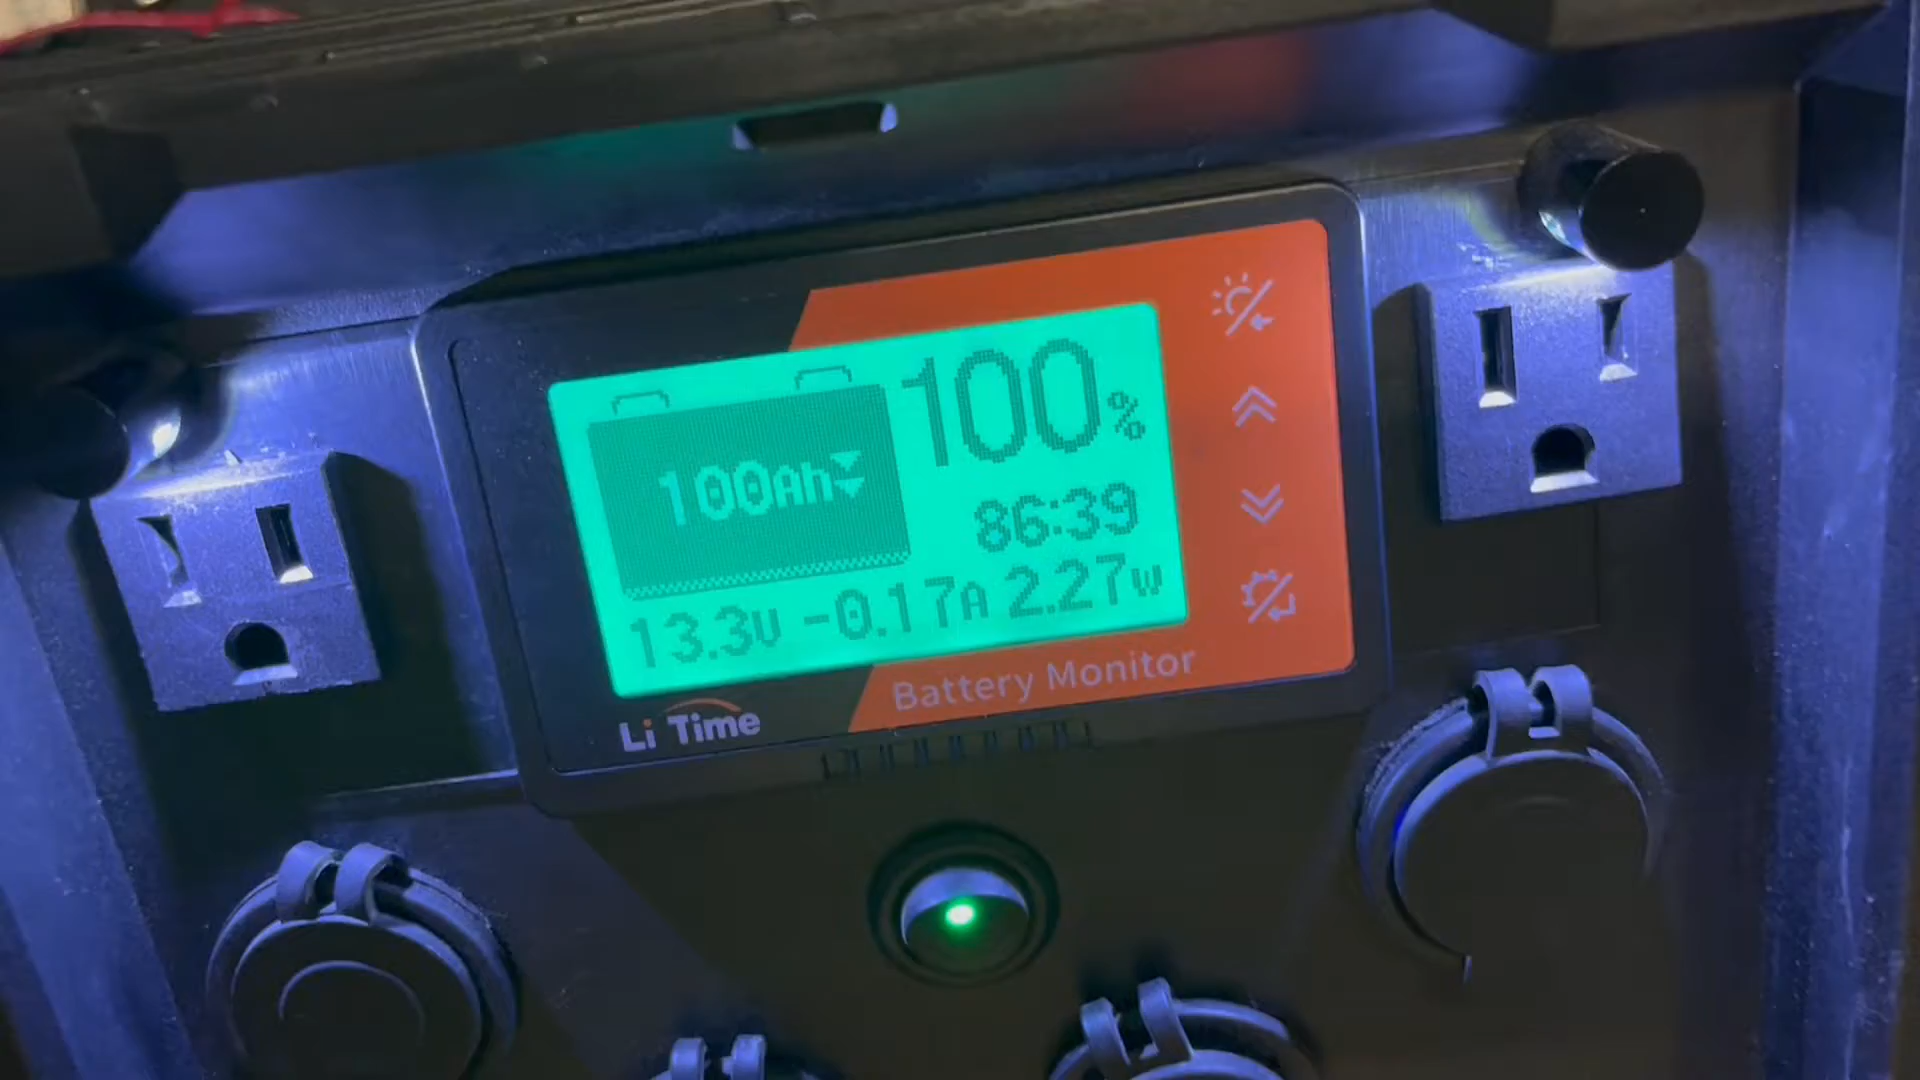 100%
100Ah
86:39
13.3V -0.17A 2.27W
Battery Monitor
Li Time